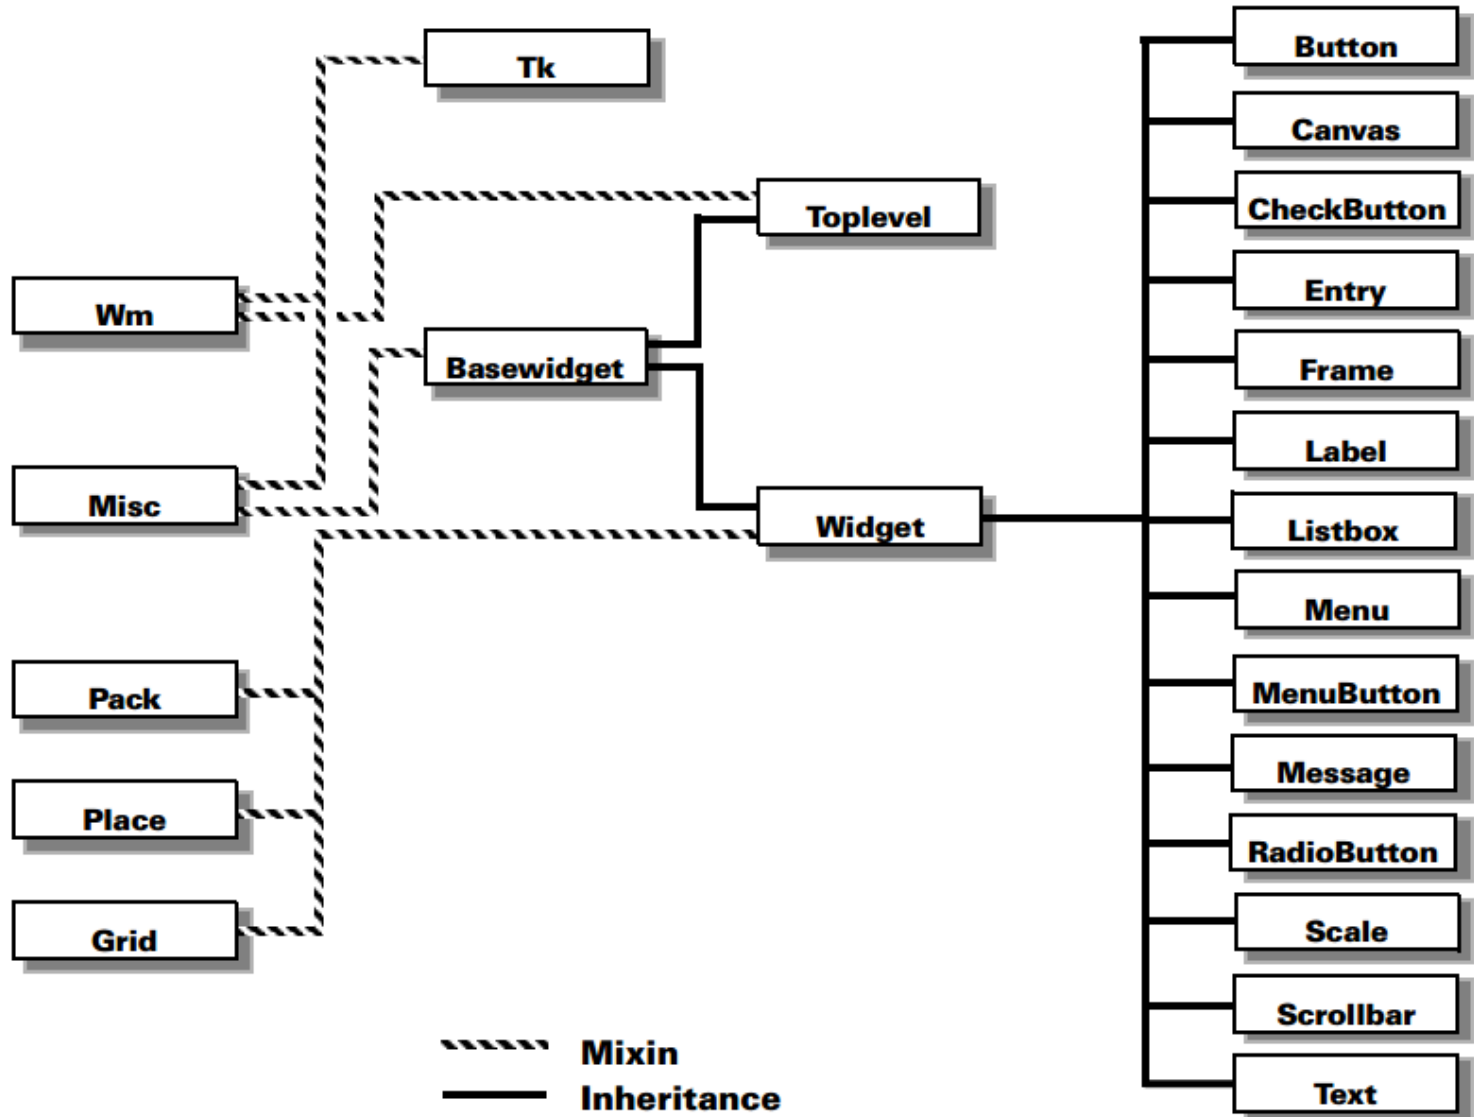 Tk
Toplevel
Wm
Basewidget
Misc
Widget
Pack
Place
Grid
Button
Canvas
CheckButton
Entry
Frame
Label
Listbox
Menu
MenuButton
Message
RadioButton
Scale
Scrollbar
Text
Mixin
Inheritance